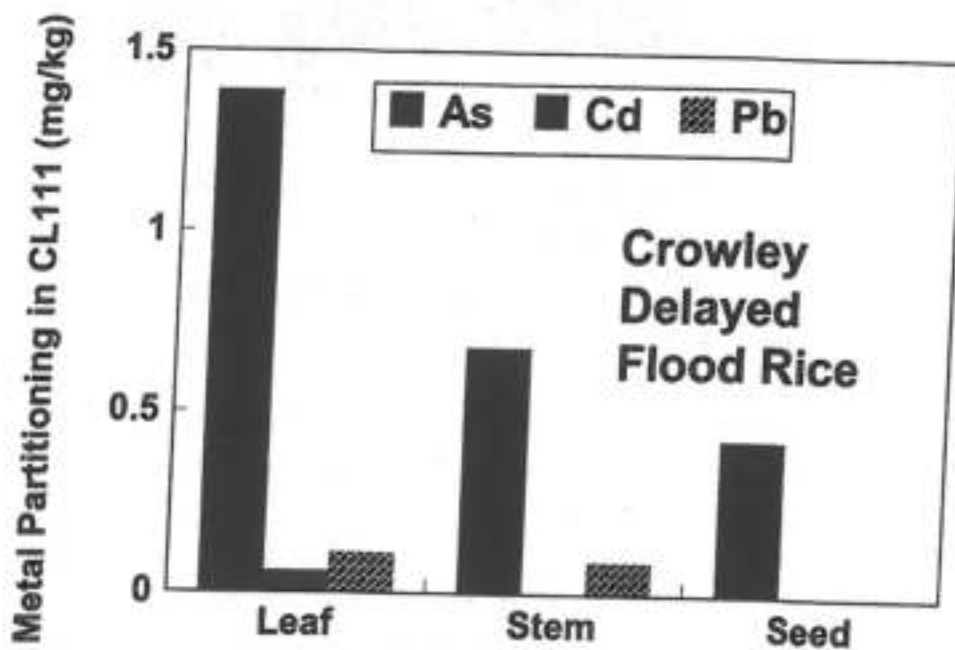 Metal Partitioning in CL111 (mg/kg)
1.5
1
0.5
0
As Cd Pb
Crowley
Delayed
Flood Rice
Leaf Stem Seed